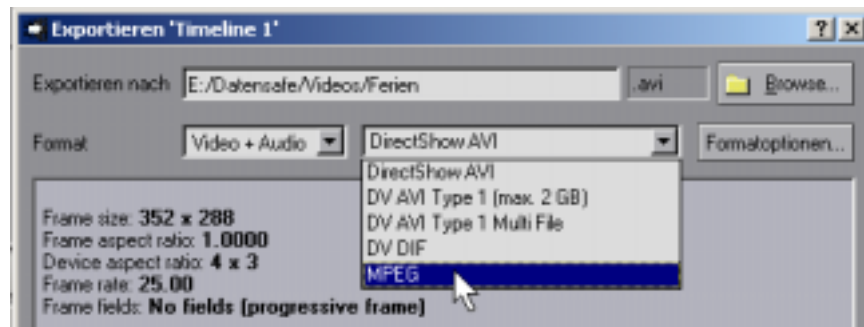 Exportieren 'Timeline 1'
Exportieren nach E:/Datensafe/Videos/Ferien .avi Browse...
Format Video + Audio DirectShow AVI Formatoptionen...
DirectShow AVI
DV AVI Type 1 (max. 2 GB)
DV AVI Type 1 Multi File
DV DIF
MPEG
Frame size: 352 x 288
Frame aspect ratio: 1.0000
Device aspect ratio: 4 x 3
Frame rate: 25.00
Frame fields: No fields (progressive frame)